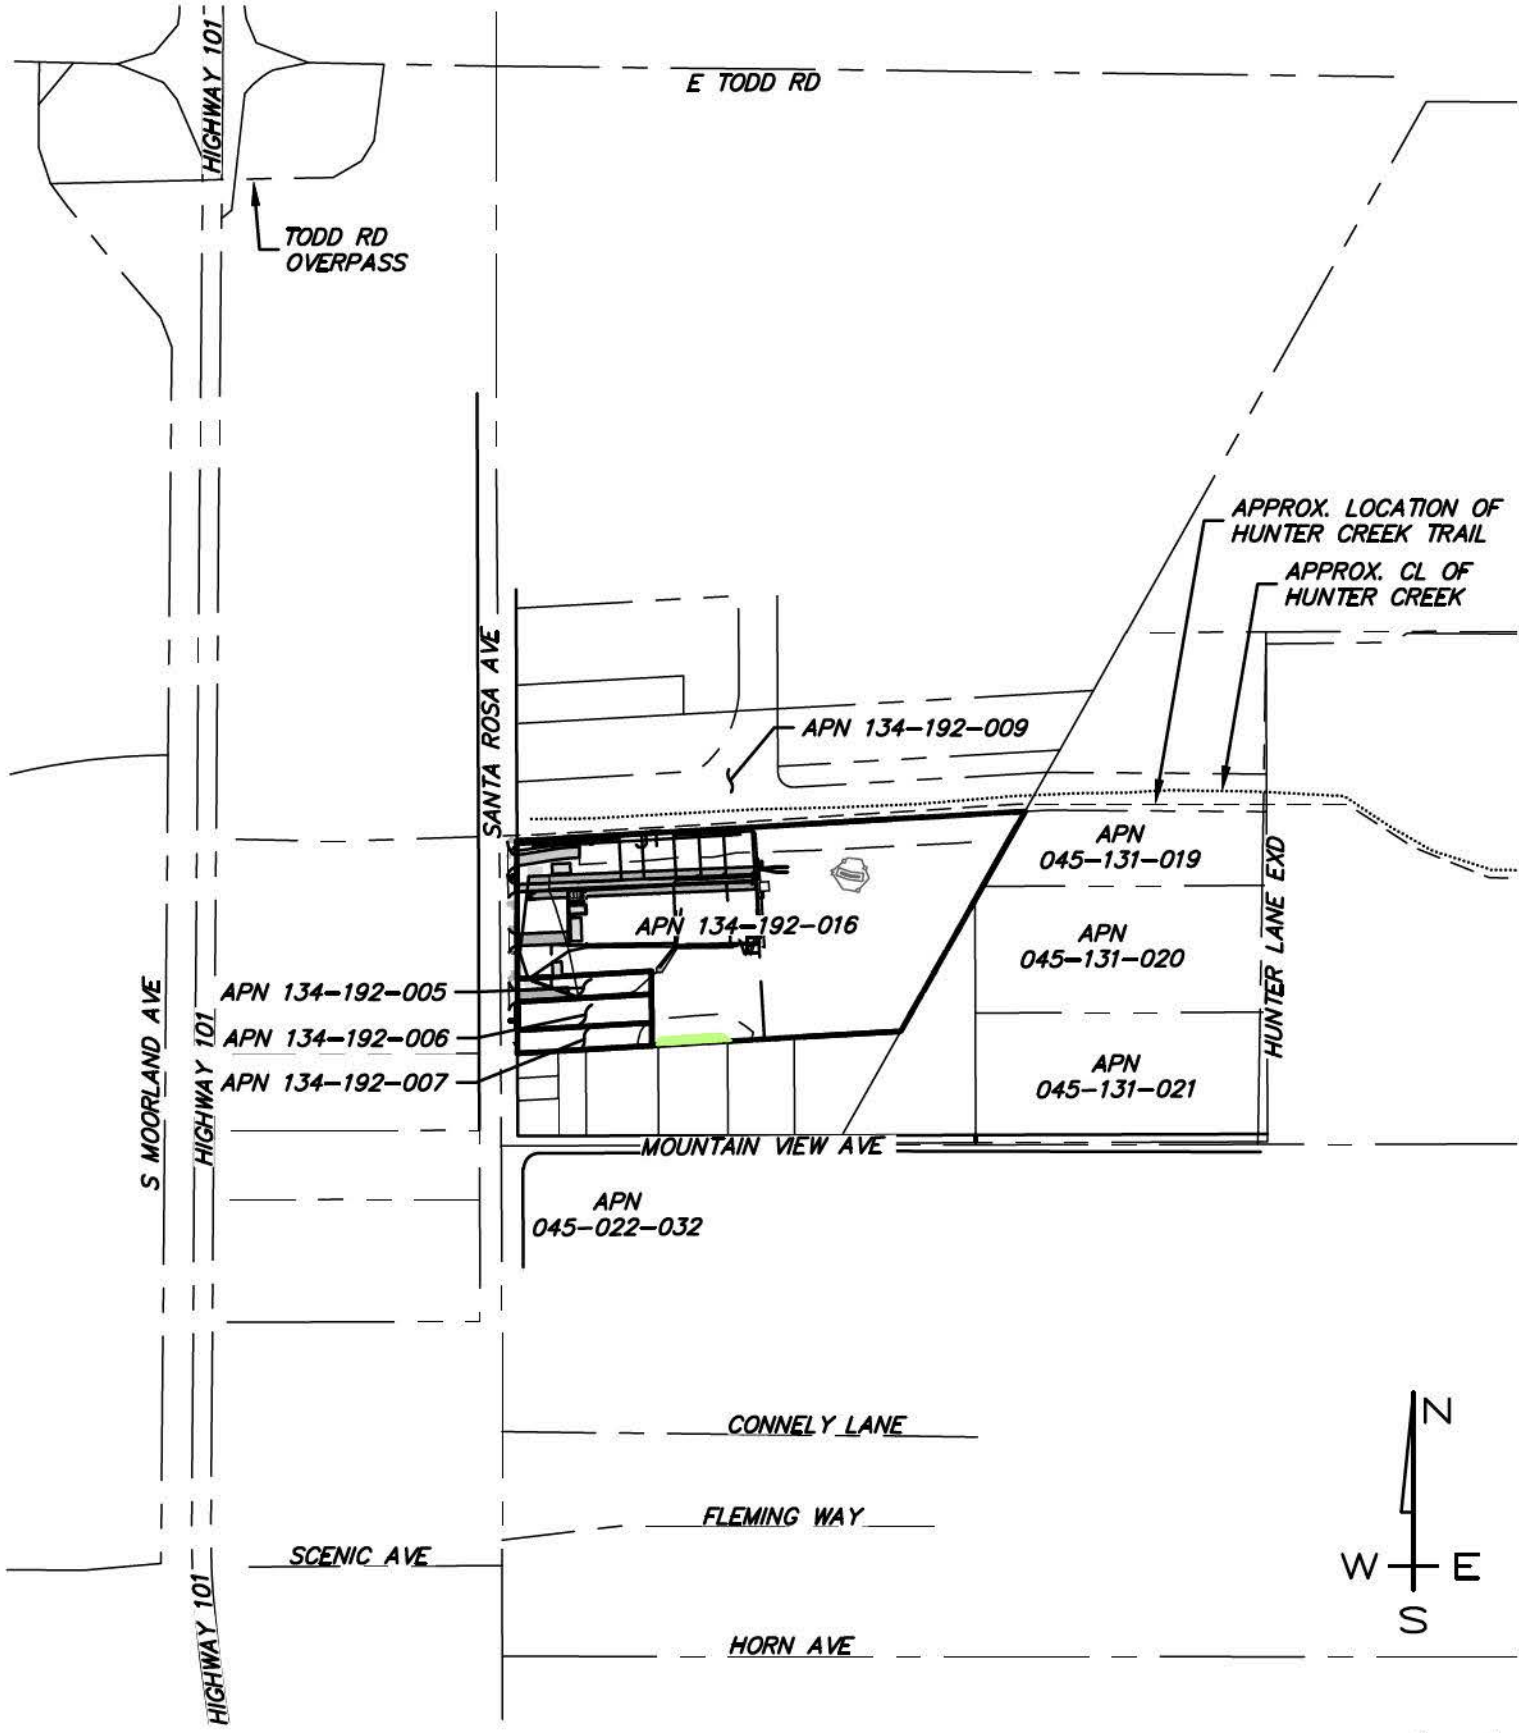 HIGHWAY 101
E TODD RD
TODD RD
OVERPASS
APPROX. LOCATION OF
HUNTER CREEK TRAIL
APPROX. CL OF
HUNTER CREEK
SANTA ROSA AVE
APN 134-192-009
APN
045-131-019
APN 134-192-016
APN
045-131-020
HUNTER LANE EXD
APN 134-192-005
APN 134-192-006
APN 134-192-007
S MOORLAND AVE
HIGHWAY 101
APN
045-131-021
MOUNTAIN VIEW AVE
APN
045-022-032
CONNELY LANE
FLEMING WAY
SCENIC AVE
HIGHWAY 101
HORN AVE
N
W E
S